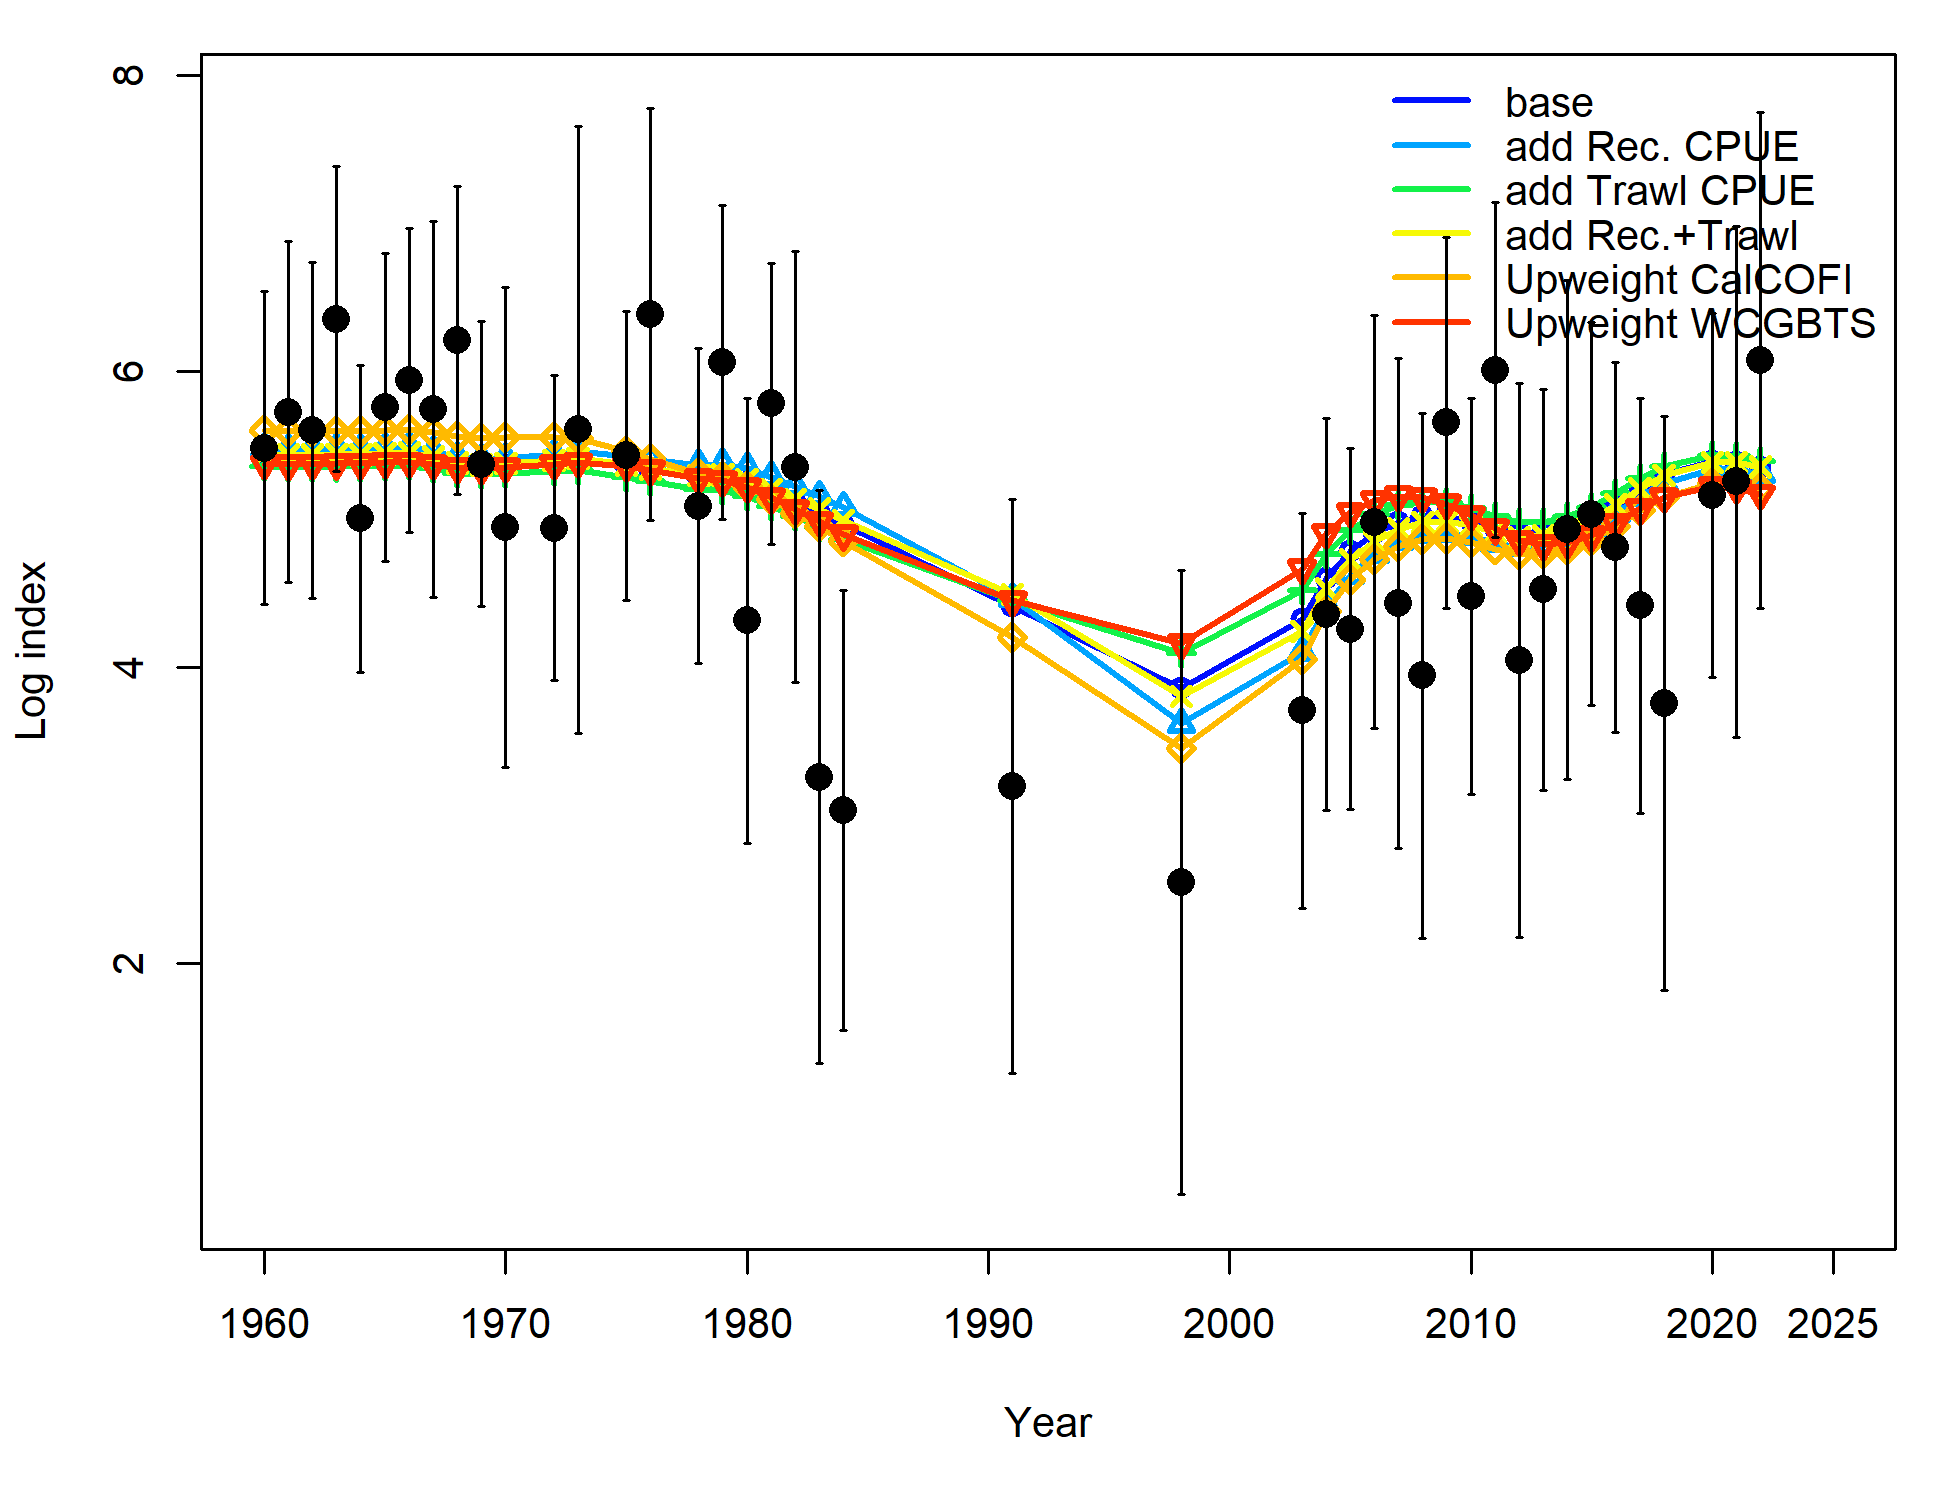 8
6
4
2
Log index
base
add Rec. CPUE
add Trawl CPUE
add Rec.+Trawl
Upweight CalCOFI
Upweight WCGBTS
1960 1970 1980 1990 2000 2010 2020 2025
Year